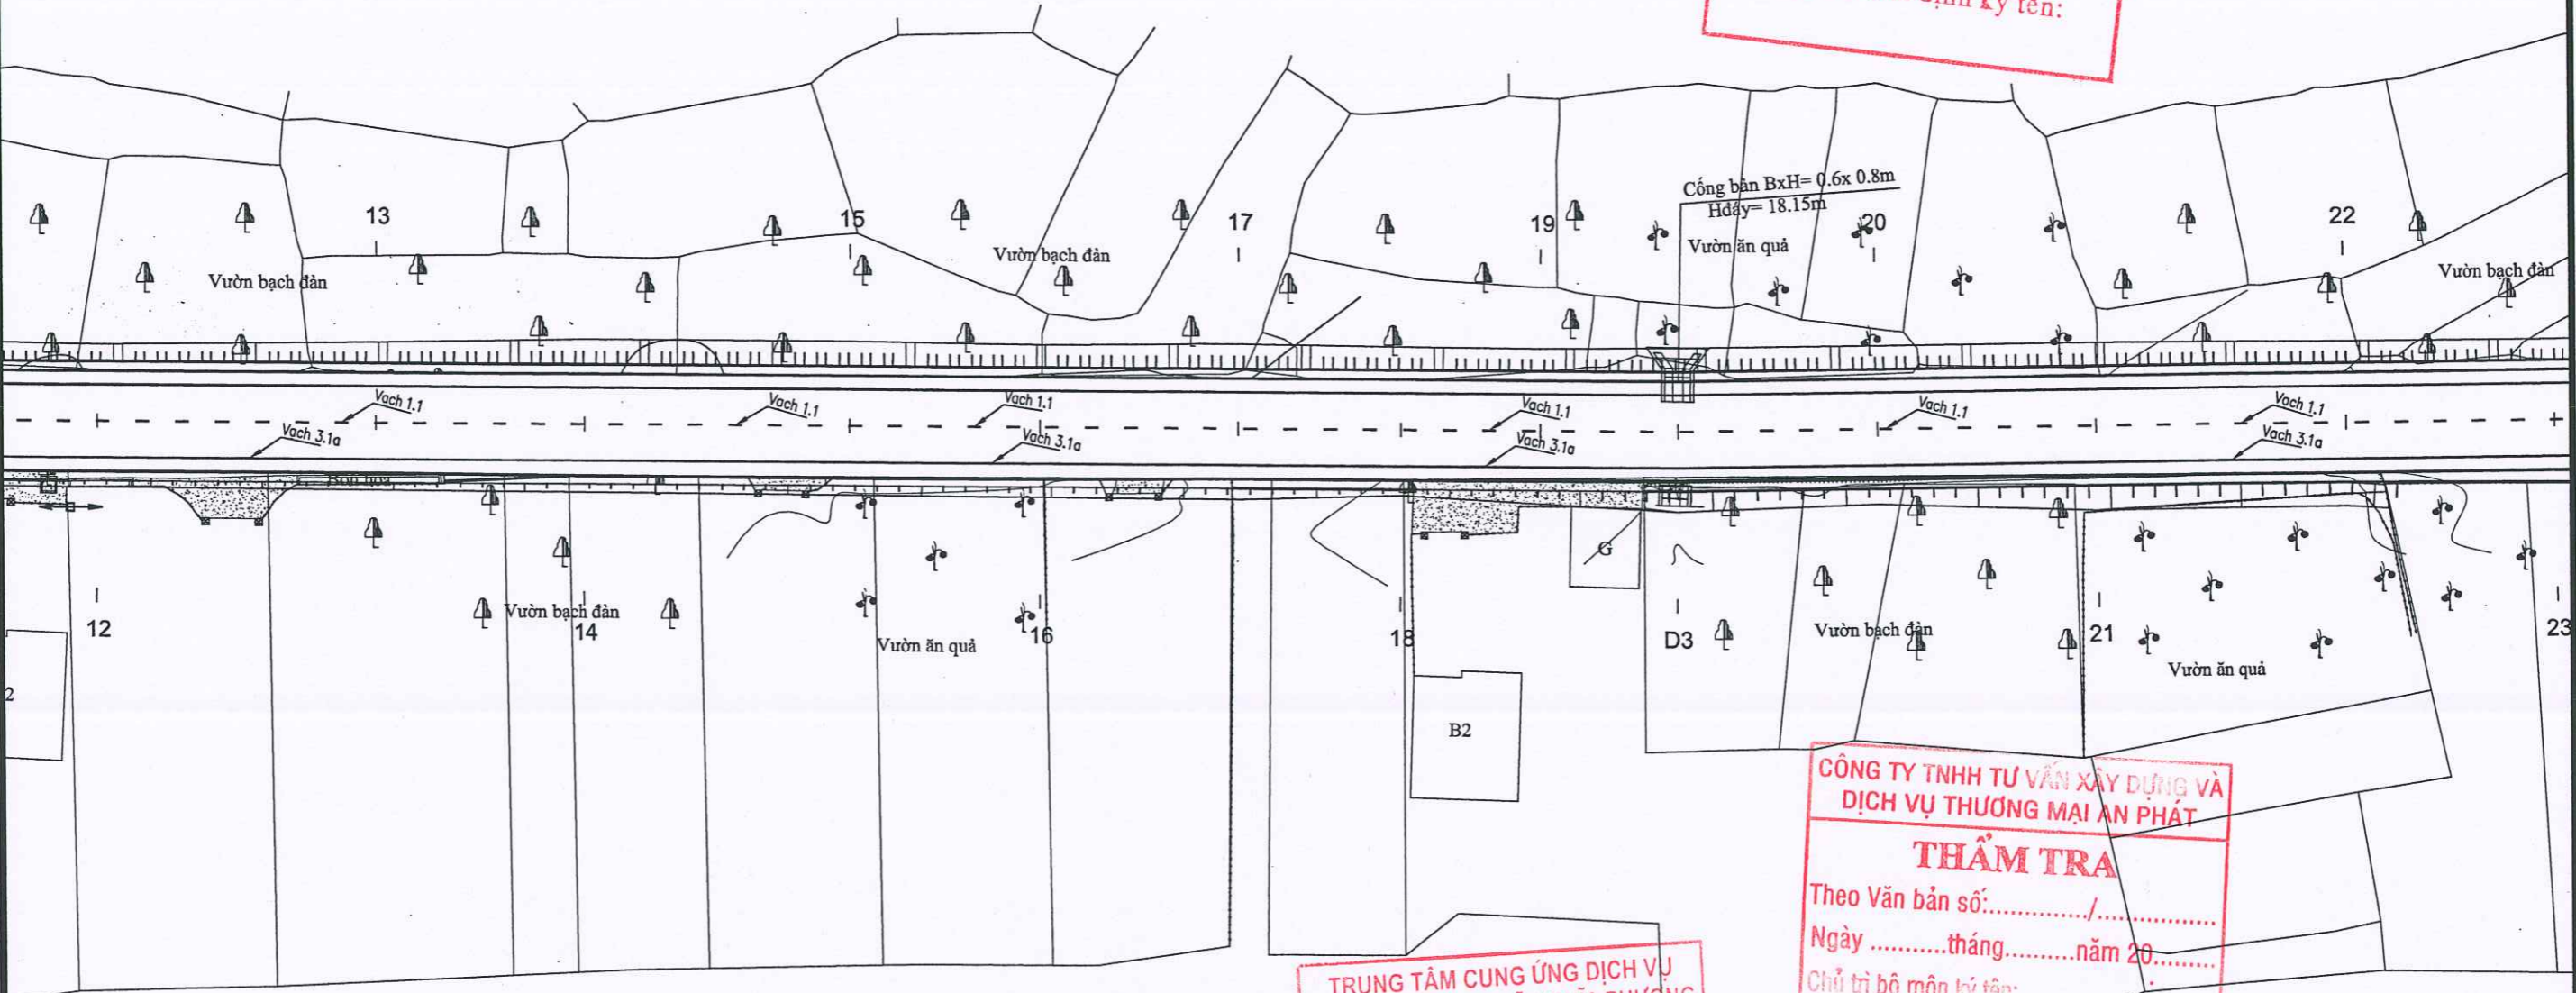 ký tên:
Cống bản BxH= 0.6x 0.8m
Hđáy= 18.15m
13
15
17
19
20
22
Vườn bạch đàn
Vườn bạch đàn
Vườn ăn quả
Vườn bạch đàn
Vạch 1.1
Vạch 1.1
Vạch 1.1
Vạch 1.1
Vạch 1.1
Vạch 1.1
Vạch 3.1a
Vạch 3.1a
Vạch 3.1a
Vạch 3.1a
Bồn hoa
G
12
Vườn bạch đàn
14
16
18
D3
Vườn bạch đàn
21
23
Vườn ăn quả
Vườn ăn quả
2
B2
CÔNG TY TNHH TƯ VẤN XÂY DỰNG VÀ
DỊCH VỤ THƯƠNG MẠI AN PHÁT
THẨM TRA
Theo Văn bản số:............../................
Ngày ...........tháng..........năm 20.........
Chủ trì bộ môn ký tên:
TRUNG TÂM CUNG ỨNG DỊCH VỤ